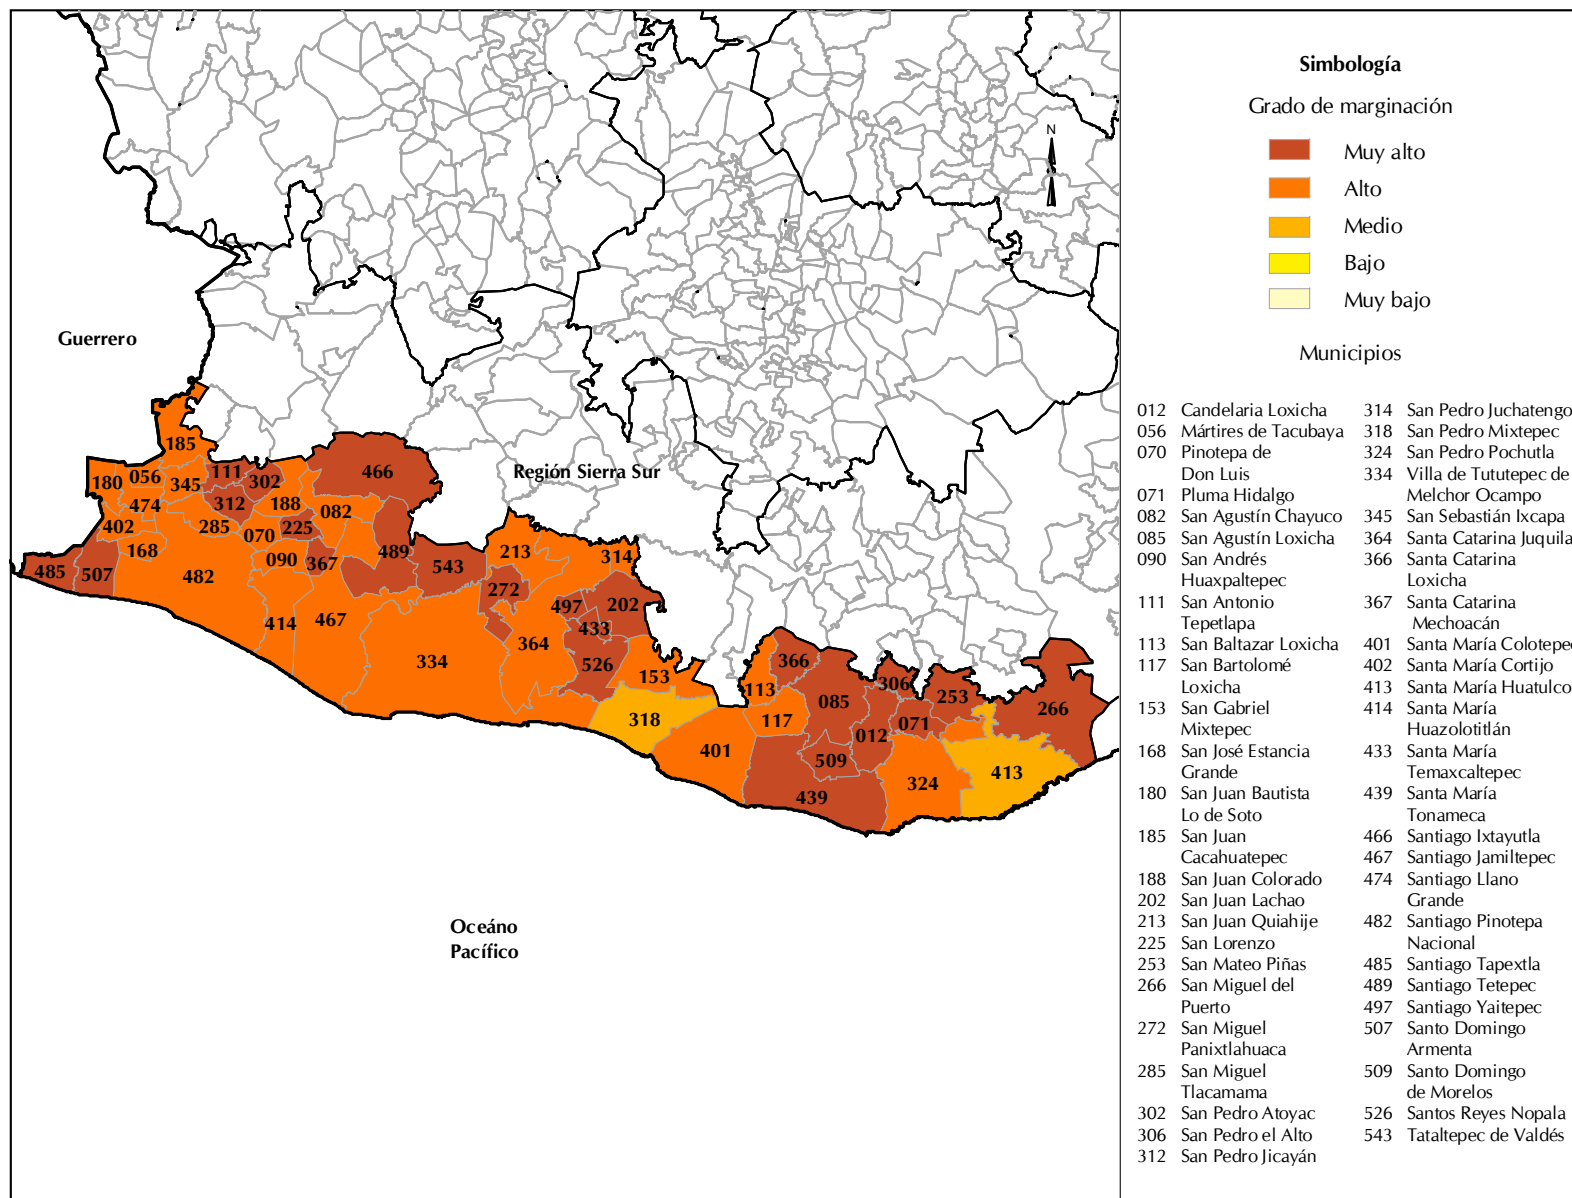 Guerrero
Región Sierra Sur
Oceáno
Pacífico
185
111
302
466
180
056
345
312
188
082
474
402
285
070
225
168
090
367
489
543
213
314
485
507
482
272
497
202
414
467
433
364
334
526
153
318
366
113
306
253
266
085
117
071
012
401
509
413
324
439
N
Simbología
Grado de marginación
Muy alto
Alto
Medio
Bajo
Muy bajo
Municipios
012 Candelaria Loxicha
056 Mártires de Tacubaya
070 Pinotepa de
Don Luis
071 Pluma Hidalgo
082 San Agustín Chayuco
085 San Agustín Loxicha
090 San Andrés
Huaxpaltepec
111 San Antonio
Tepetlapa
113 San Baltazar Loxicha
117 San Bartolomé
Loxicha
153 San Gabriel
Mixtepec
168 San José Estancia
Grande
180 San Juan Bautista
Lo de Soto
185 San Juan
Cacahuatepec
188 San Juan Colorado
202 San Juan Lachao
213 San Juan Quiahije
225 San Lorenzo
253 San Mateo Piñas
266 San Miguel del
Puerto
272 San Miguel
Panixtlahuaca
285 San Miguel
Tlacamama
302 San Pedro Atoyac
306 San Pedro el Alto
312 San Pedro Jicayán
314 San Pedro Juchatengo
318 San Pedro Mixtepec
324 San Pedro Pochutla
334 Villa de Tututepec de
Melchor Ocampo
345 San Sebastián Ixcapa
364 Santa Catarina Juquila
366 Santa Catarina
Loxicha
367 Santa Catarina
Mechoacán
401 Santa María Colotepec
402 Santa María Cortijo
413 Santa María Huatulco
414 Santa María
Huazolotitlán
433 Santa María
Temaxcaltepec
439 Santa María
Tonameca
466 Santiago Ixtayutla
467 Santiago Jamiltepec
474 Santiago Llano
Grande
482 Santiago Pinotepa
Nacional
485 Santiago Tapextla
489 Santiago Tetepec
497 Santiago Yaitepec
507 Santo Domingo
Armenta
509 Santo Domingo
de Morelos
526 Santos Reyes Nopala
543 Tataltepec de Valdés